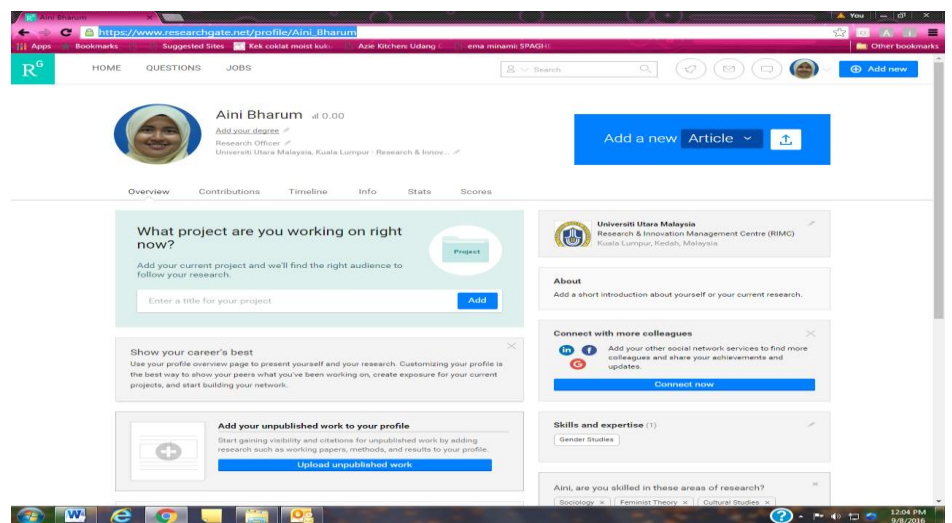 Aini Bharum
You
https://www.researchgate.net/profile/Aini_Bharum
Apps Bookmarks Suggested Sites Kek coklat moist kuku Azie Kitchen: Udang ema minami: SPAGHE Other bookmarks
RG HOME QUESTIONS JOBS Search Add new
Aini Bharum 0.00
Add your degree
Research Officer
Universiti Utara Malaysia, Kuala Lumpur · Research & Innov...
Add a new Article
Overview Contributions Timeline Info Stats Scores
What project are you working on right
now?
Add your current project and we'll find the right audience to
follow your research.
Project
Enter a title for your project Add
Show your career's best
Use your profile overview page to present yourself and your research. Customizing your profile is
the best way to show your peers what you've been working on, create exposure for your current
projects, and start building your network.
Add your unpublished work to your profile
Start gaining visibility and citations for unpublished work by adding
research such as working papers, methods, and results to your profile.
Upload unpublished work
Universiti Utara Malaysia
Research & Innovation Management Centre (RIMC)
Kuala Lumpur, Kedah, Malaysia
About
Add a short introduction about yourself or your current research.
Connect with more colleagues
Add your other social network services to find more
colleagues and share your achievements and
updates.
Connect now
Skills and expertise (1)
Gender Studies
Aini, are you skilled in these areas of research?
Sociology × Feminist Theory × Cultural Studies ×
12:04 PM
9/8/2016